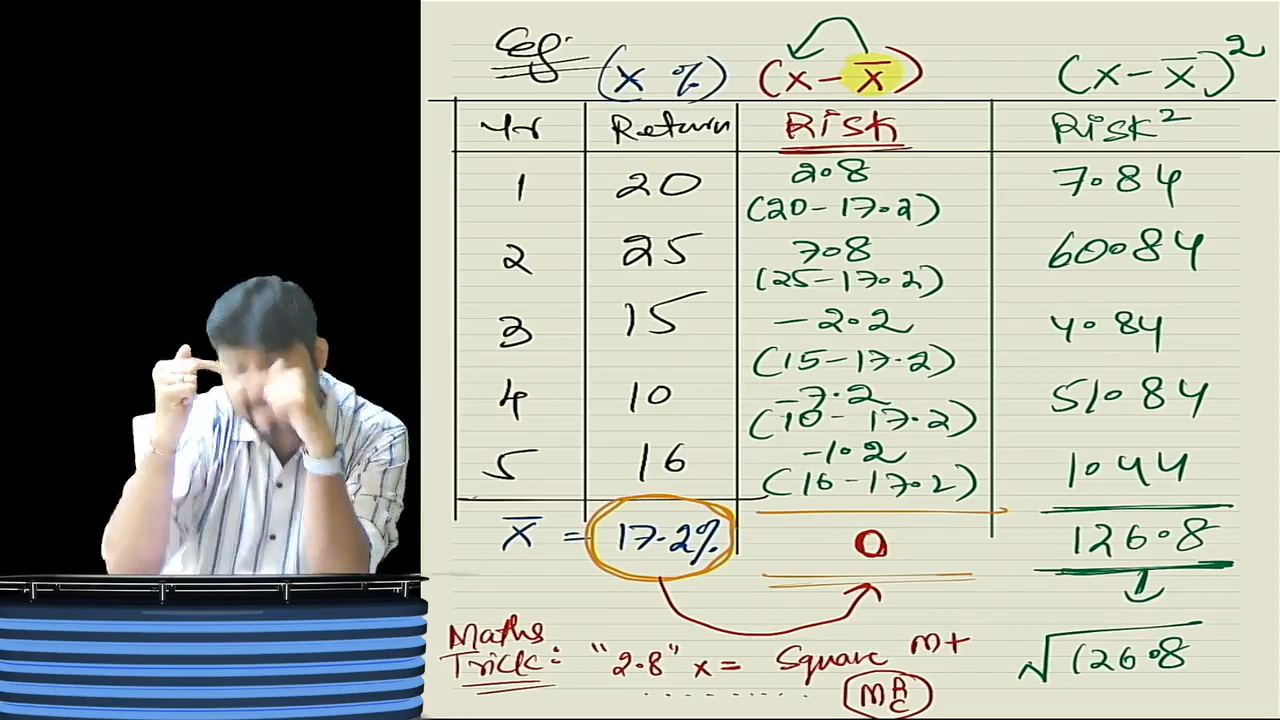 Eg:
(x %) (x - x̄) (x - x̄)²
Yr Return Risk Risk²
1 20 2.8 7.84
(20-17.2)
2 25 7.8 60.84
(25-17.2)
3 15 -2.2 4.84
(15-17.2)
4 10 -7.2 51.84
(10-17.2)
5 16 -1.2 1.44
(16-17.2)
x̄ = 17.2% 0 126.8
Maths
Trick: "2.8" x = Square M+
MRC
√126.8